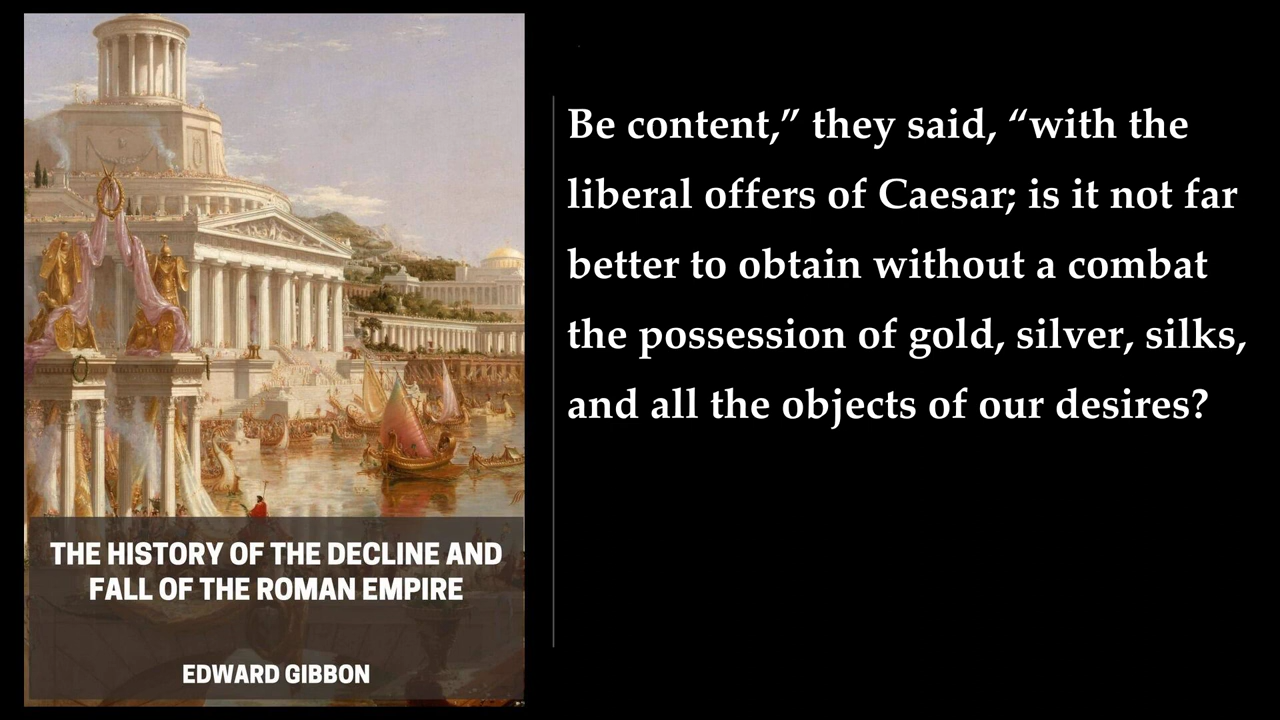 THE HISTORY OF THE DECLINE AND
FALL OF THE ROMAN EMPIRE
EDWARD GIBBON
Be content,” they said, “with the
liberal offers of Caesar; is it not far
better to obtain without a combat
the possession of gold, silver, silks,
and all the objects of our desires?